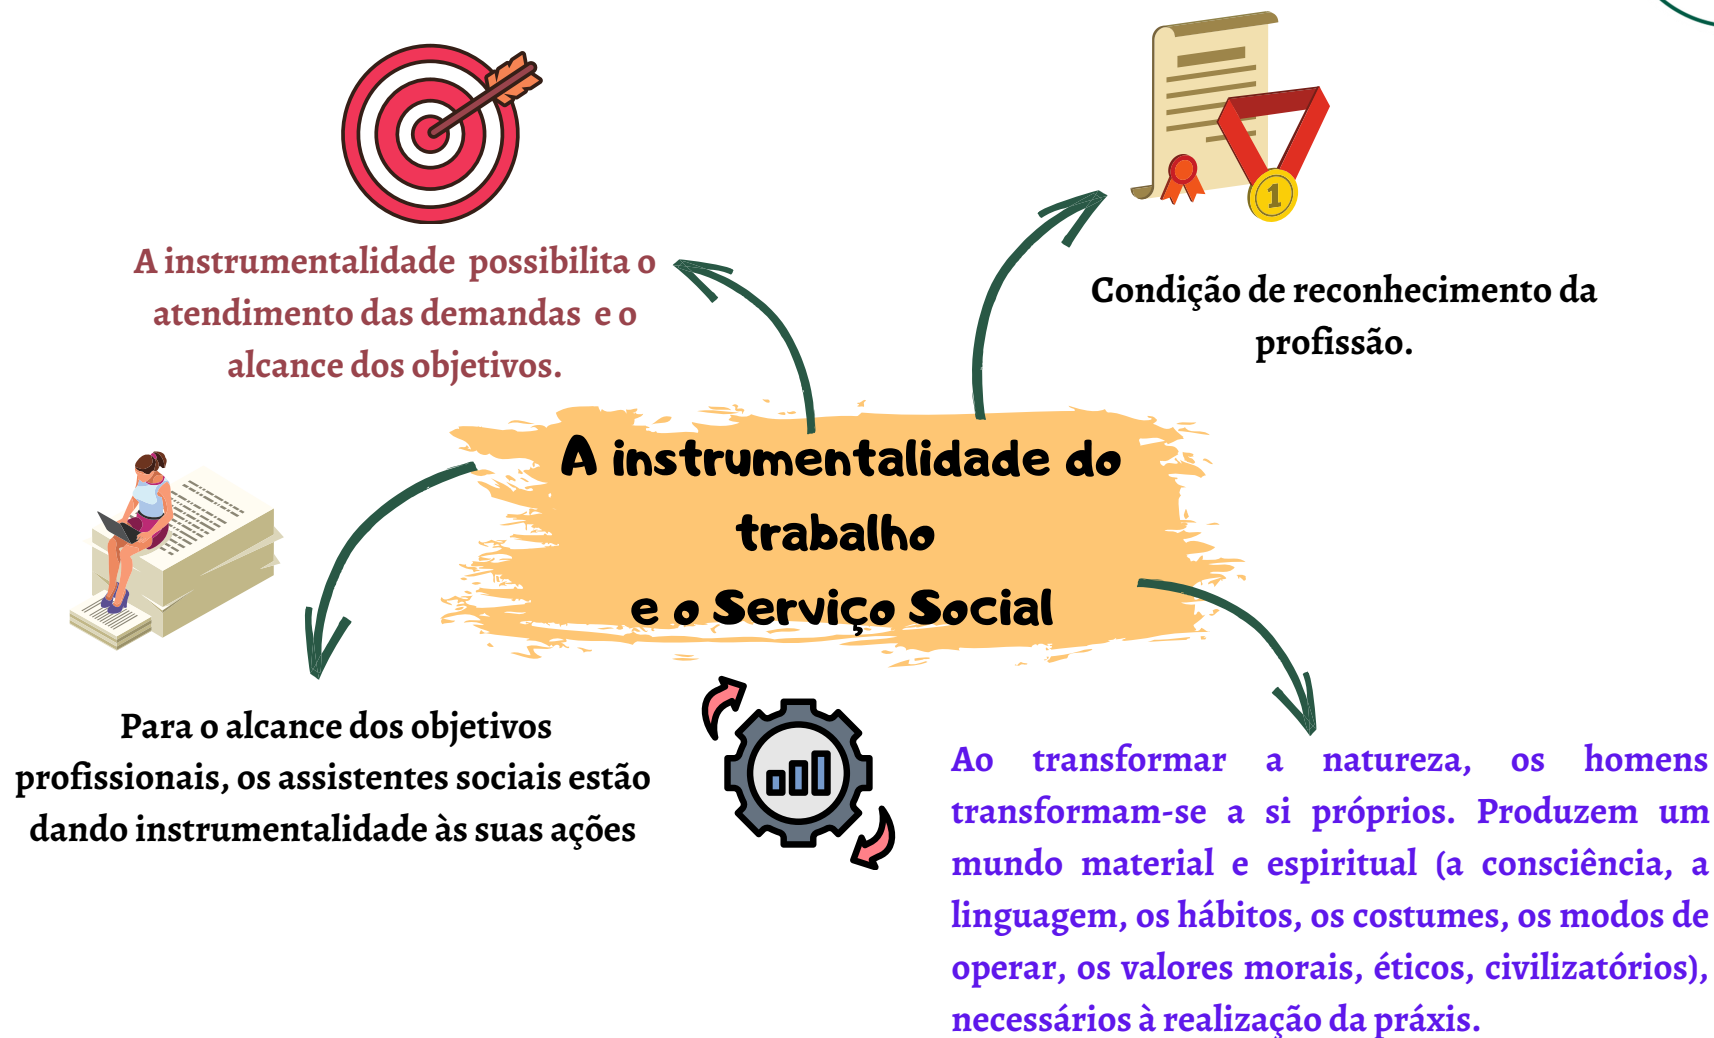 A instrumentalidade possibilita o
atendimento das demandas e o
alcance dos objetivos.
1
Condição de reconhecimento da
profissão.
A instrumentalidade do
trabalho
e o Serviço Social
Para o alcance dos objetivos
profissionais, os assistentes sociais estão
dando instrumentalidade às suas ações
Ao transformar a natureza, os homens
transformam-se a si próprios. Produzem um
mundo material e espiritual (a consciência, a
linguagem, os hábitos, os costumes, os modos de
operar, os valores morais, éticos, civilizatórios),
necessários à realização da práxis.